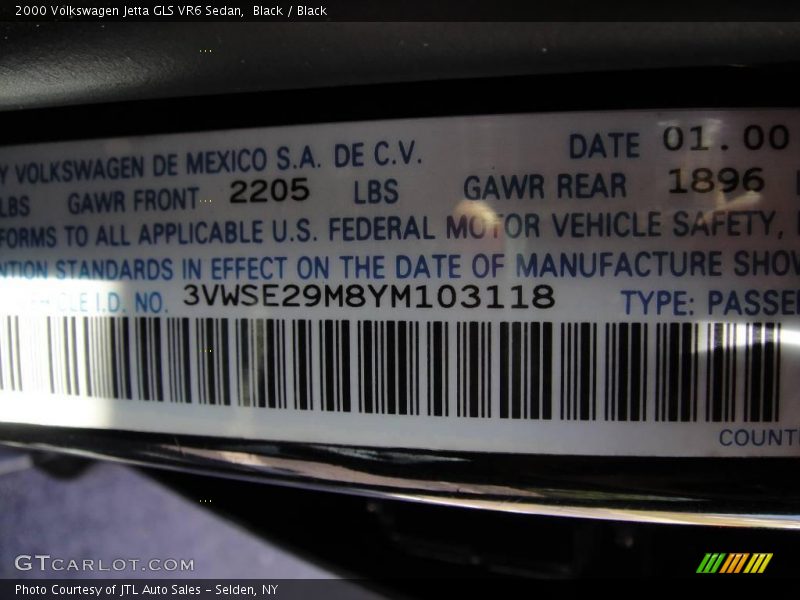 2000 Volkswagen Jetta GLS VR6 Sedan, Black / Black
Y VOLKSWAGEN DE MEXICO S.A. DE C.V. DATE 01.00
LBS GAWR FRONT 2205 LBS GAWR REAR 1896
FORMS TO ALL APPLICABLE U.S. FEDERAL MOTOR VEHICLE SAFETY,
NTION STANDARDS IN EFFECT ON THE DATE OF MANUFACTURE SHOW
I.D. NO. 3VWSE29M8YM103118 TYPE: PASSE
COUNT
GTCARLOT.COM
Photo Courtesy of JTL Auto Sales - Selden, NY